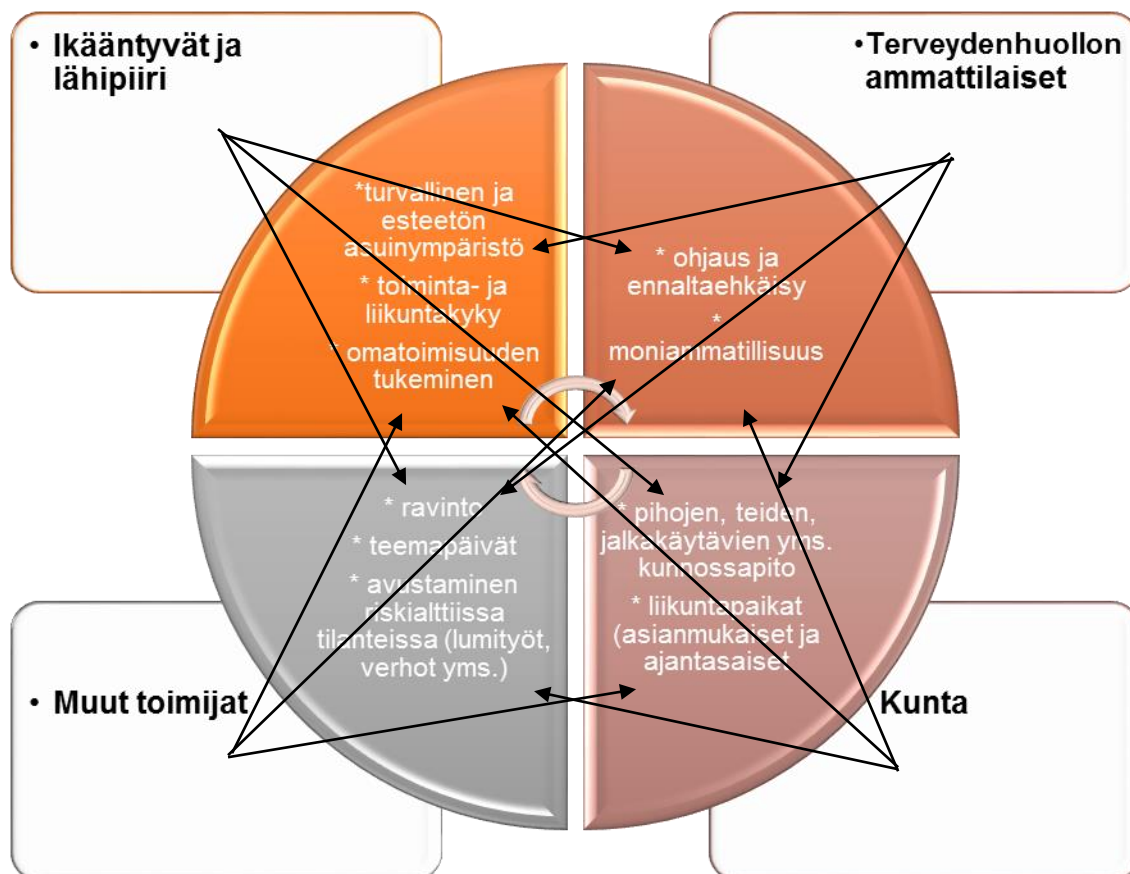 • Ikääntyvät ja
lähipiiri
•Terveydenhuollon
ammattilaiset
*turvallinen ja
esteetön
asuinympäristö
* toiminta- ja
liikuntakyky
* omatoimisuuden
tukeminen
* ohjaus ja
ennaltaehkäisy
*
moniammatillisuus
* ravinto
* teemapäivät
* avustaminen
riskialttiissa
tilanteissa (lumityöt,
verhot yms.)
* pihojen, teiden,
jalkakäytävien yms.
kunnossapito
* liikuntapaikat
(asianmukaiset ja
ajantasaiset
• Muut toimijat
Kunta